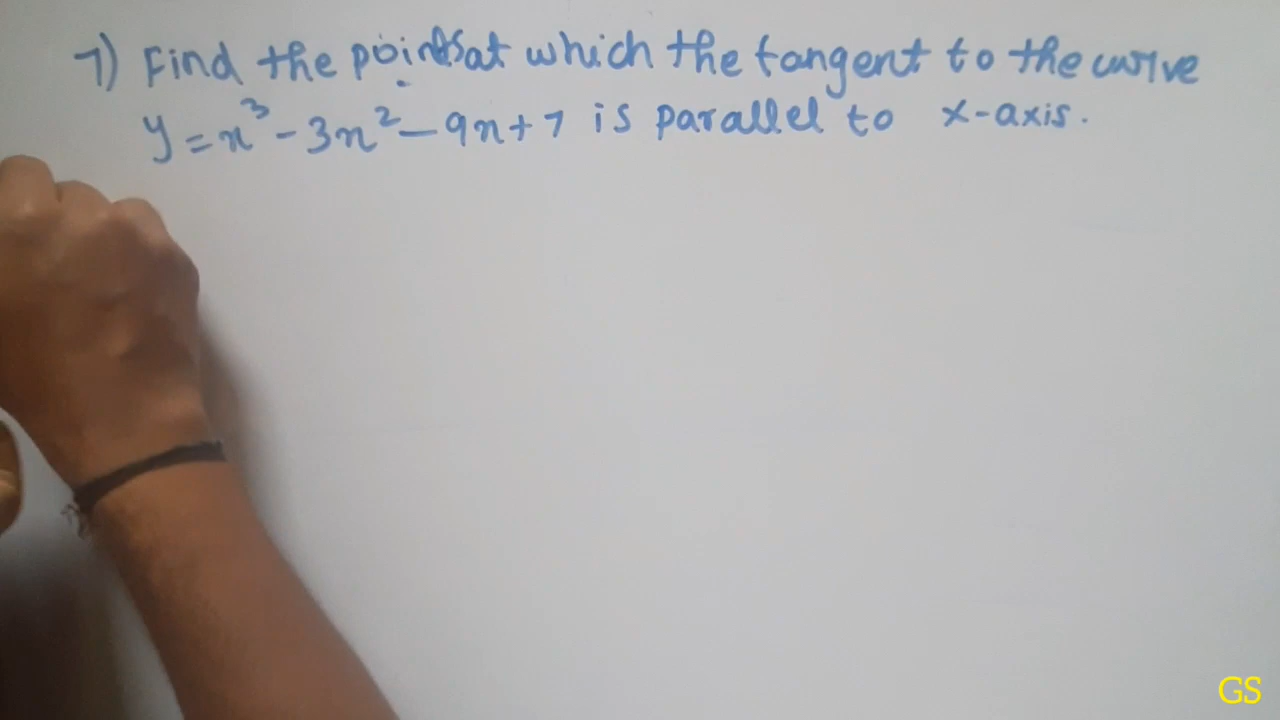 7) Find the points at which the tangent to the curve
y = x³ - 3x² - 9x + 7 is parallel to x-axis.
GS